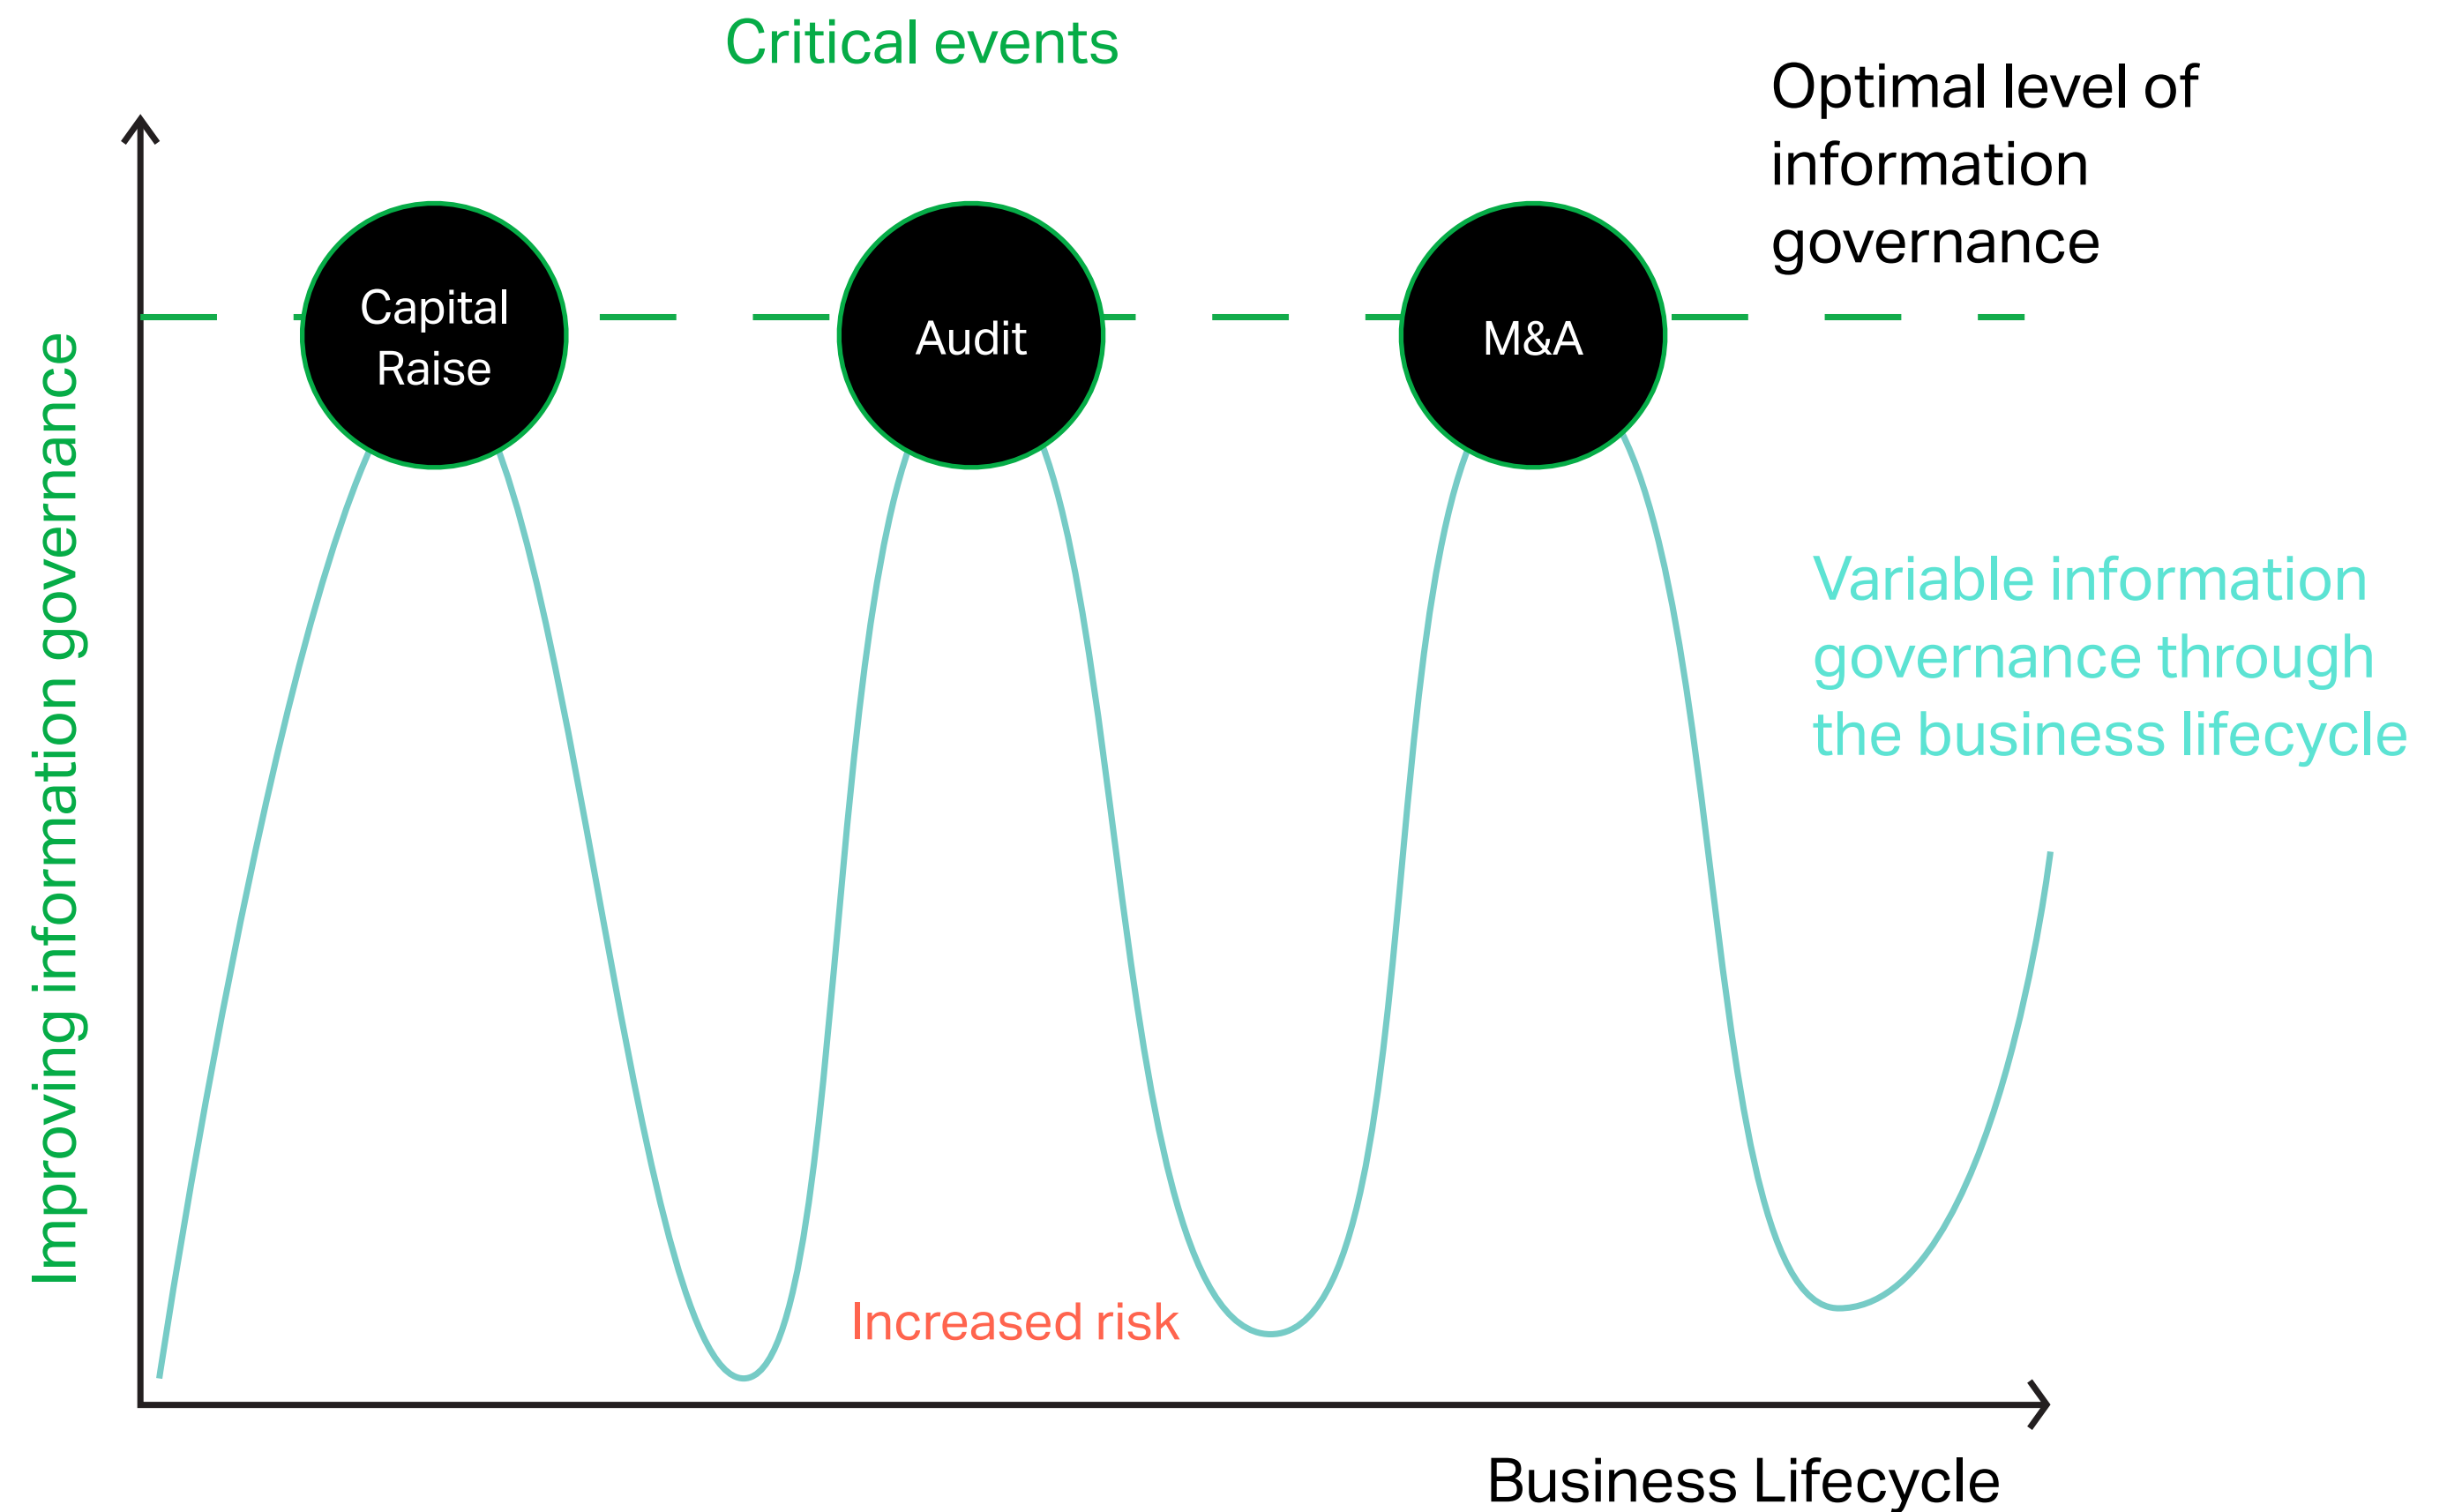 Critical events
Optimal level of
information
governance
Capital
Raise
Audit
M&A
Improving information governance
Variable information
governance through
the business lifecycle
Increased risk
Business Lifecycle